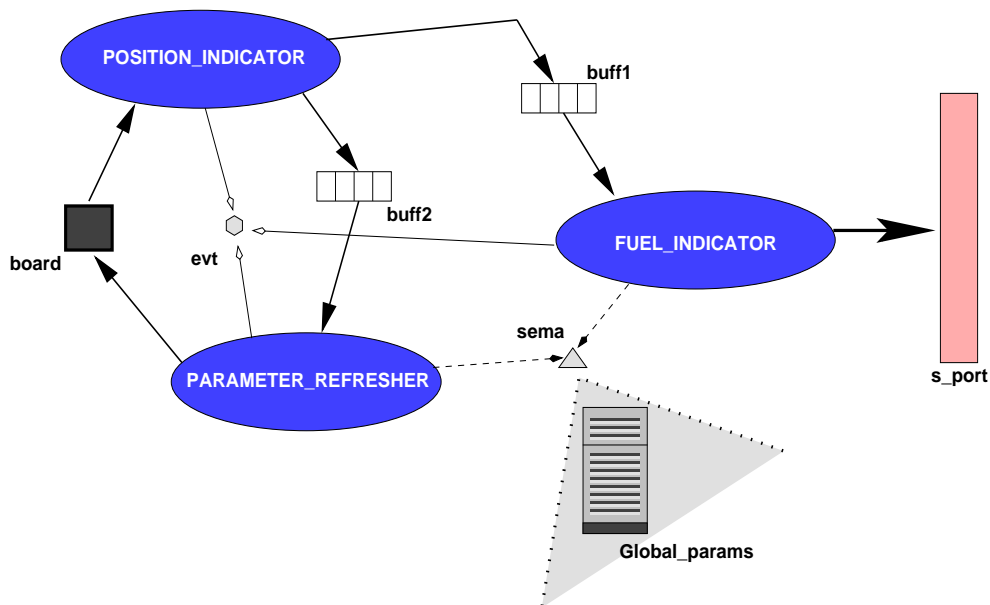 POSITION_INDICATOR
buff1
buff2
board
evt
FUEL_INDICATOR
sema
PARAMETER_REFRESHER
s_port
Global_params